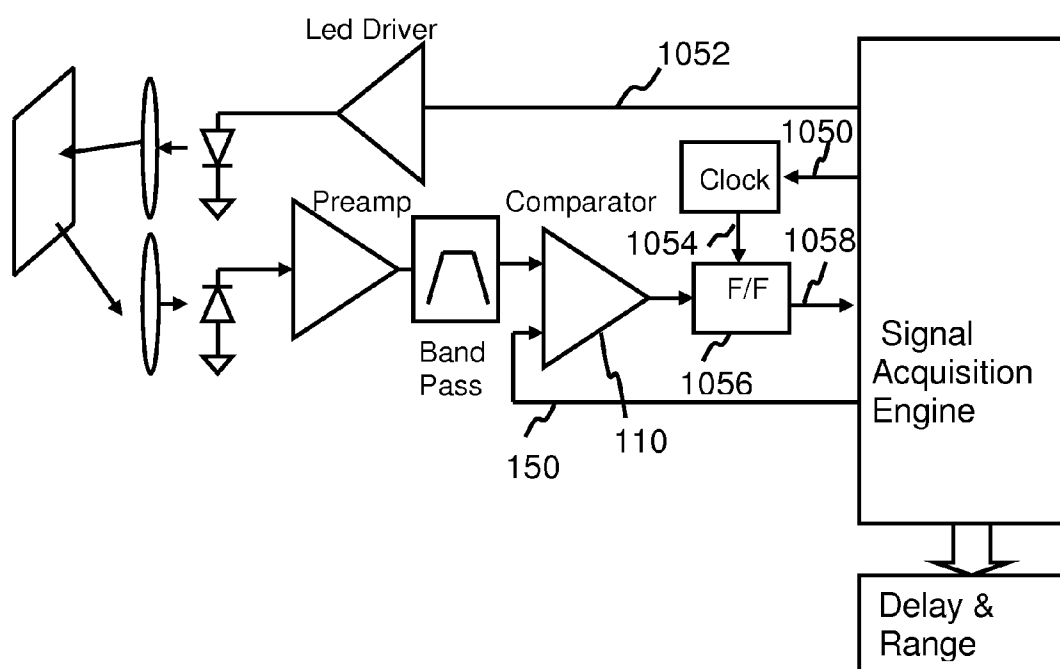 Led Driver
1052
1050
Clock
Preamp
Comparator
1054
1058
F/F
Band
Pass
1056
110
150
Signal
Acquisition
Engine
Delay &
Range